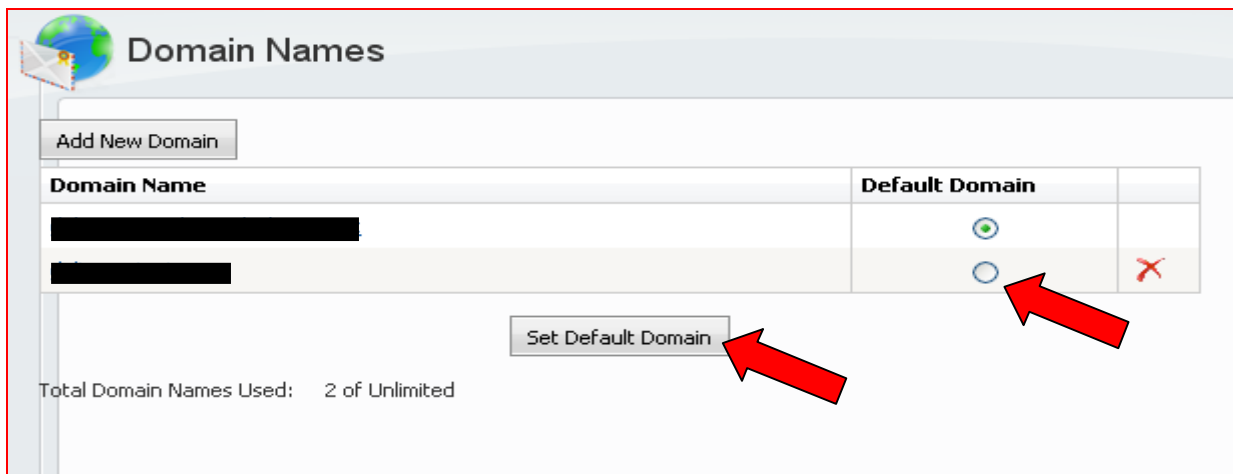 Domain Names
Add New Domain
Domain Name Default Domain
Set Default Domain
Total Domain Names Used: 2 of Unlimited